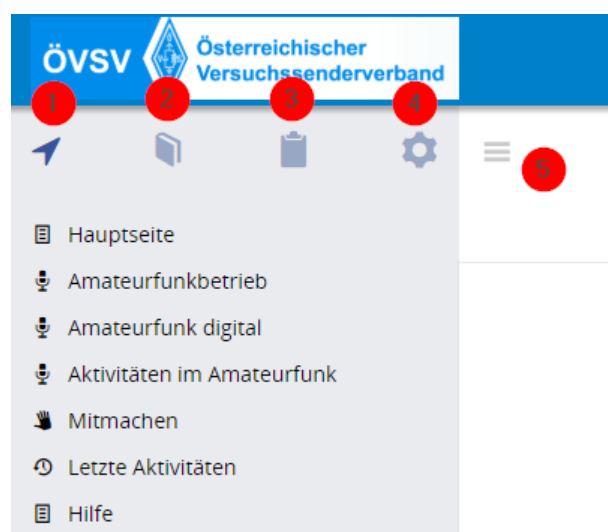 ÖVSV Österreichischer
Versuchssenderverband
1 2 3 4
5
Hauptseite
Amateurfunkbetrieb
Amateurfunk digital
Aktivitäten im Amateurfunk
Mitmachen
Letzte Aktivitäten
Hilfe